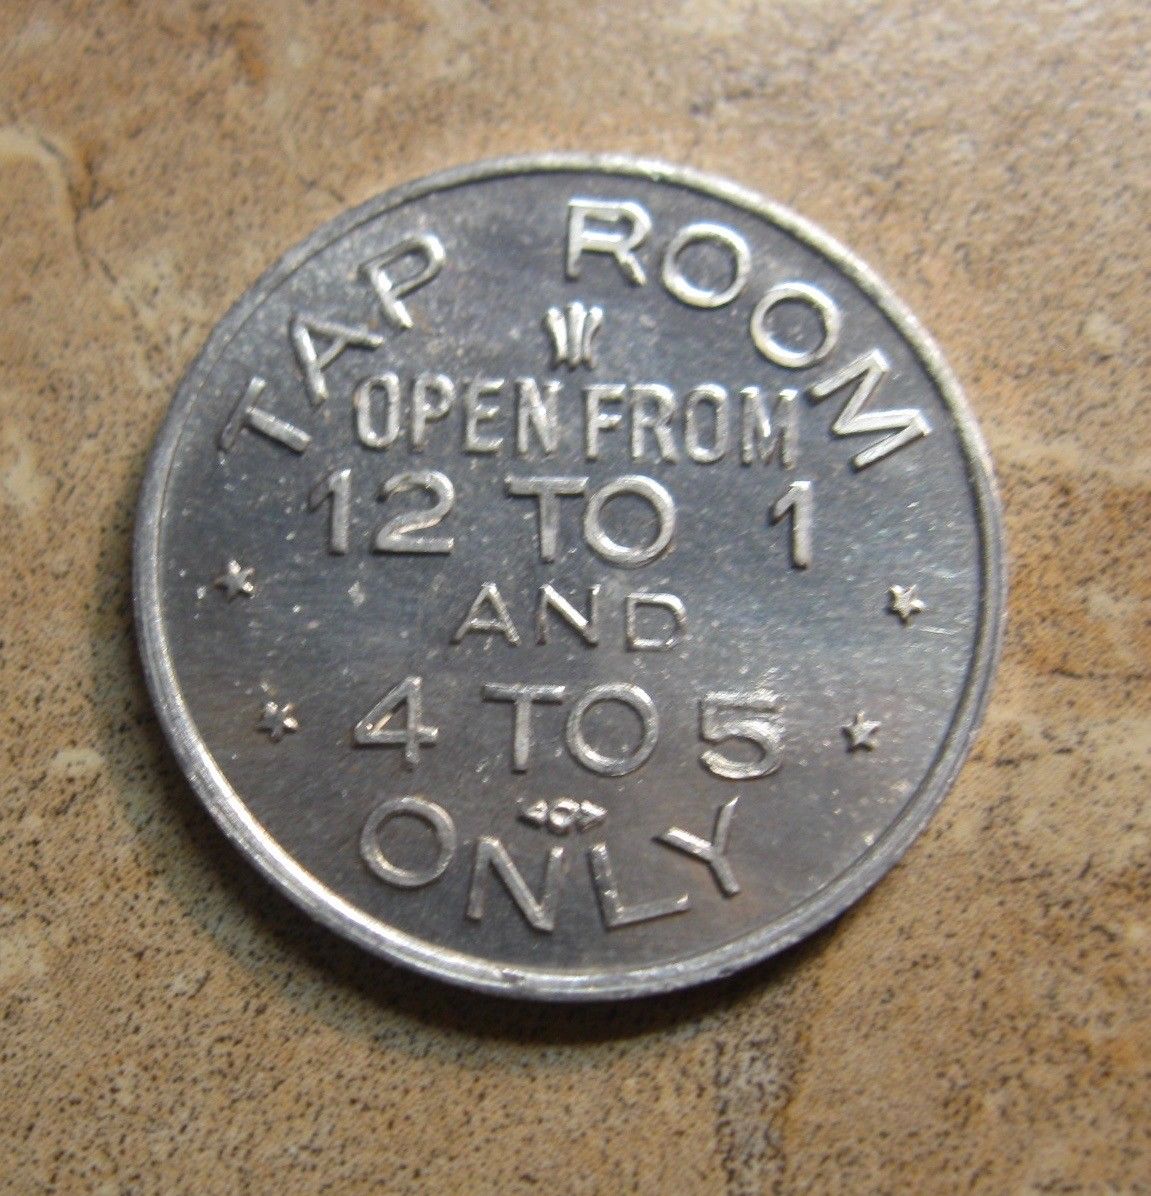 TAP ROOM
OPEN FROM
12 TO 1
AND
4 TO 5
ONLY